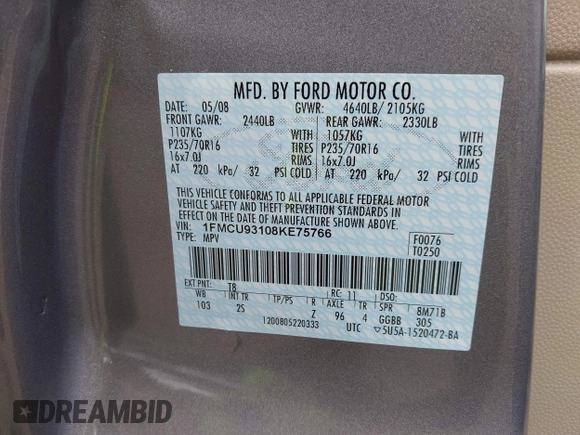 MFD. BY FORD MOTOR CO.
DATE: 05/08 GVWR: 4640LB/ 2105KG
FRONT GAWR: 2440LB REAR GAWR: 2330LB
1107KG WITH 1057KG WITH
P235/70R16 TIRES P235/70R16 TIRES
16x7.0J RIMS 16x7.0J RIMS
AT 220 kPa/ 32 PSI COLD AT 220 kPa/ 32 PSI COLD
THIS VEHICLE CONFORMS TO ALL APPLICABLE FEDERAL MOTOR
VEHICLE SAFETY AND THEFT PREVENTION STANDARDS IN
EFFECT ON THE DATE OF MANUFACTURE SHOWN ABOVE.
VIN: 1FMCU93108KE75766 F0076
TYPE: MPV T0250
EXT PNT: T8 RC: 11 DSO:
WB INT TR TP/PS R AXLE TR SPR BM71B
103 2S Z 96 4 GGBB 305
1200805220333 UTC ▽5U5A-1520472-BA
DREAMBID